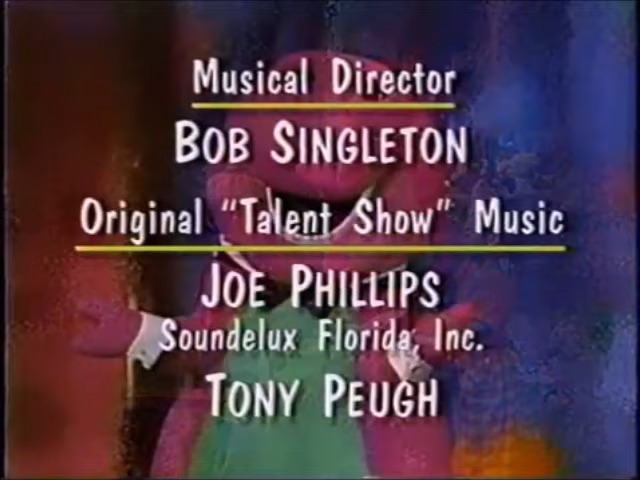 Musical Director
BOB SINGLETON
Original “Talent Show” Music
JOE PHILLIPS
Soundelux Florida, Inc.
TONY PEUGH